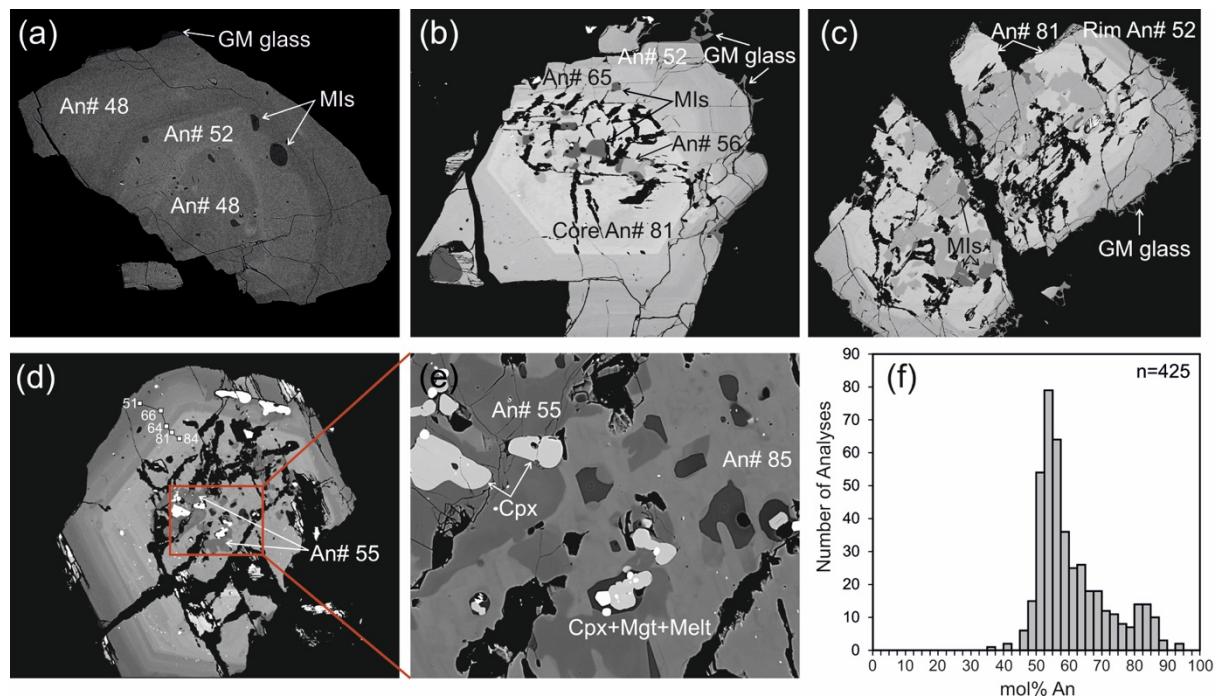 (a)
GM glass
An# 48
MIs
An# 52
An# 48
(b)
An# 52
GM glass
An# 65
MIs
An# 56
Core An# 81
(c)
An# 81
Rim An# 52
MIs
GM glass
(d)
51
66
64
81
84
An# 55
(e)
An# 55
An# 85
Cpx
Cpx+Mgt+Melt
(f)
n=425
Number of Analyses
90
80
70
60
50
40
30
20
10
0
0 10 20 30 40 50 60 70 80 90 100
mol% An